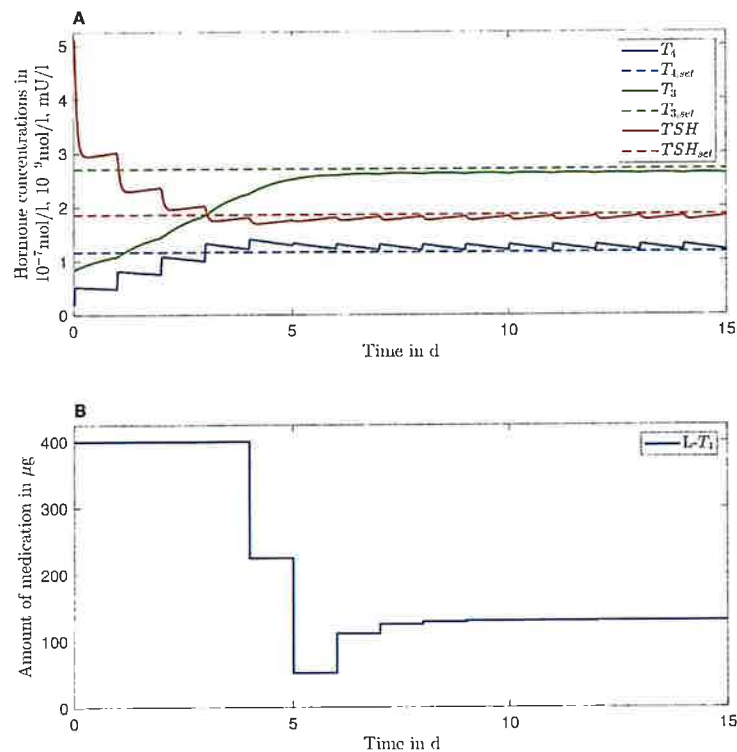 A
Hormone concentrations in
10⁻⁷mol/l, 10⁻⁹mol/l, mU/l
5
4
3
2
1
0
T₄
T₄,set
T₃
T₃,set
TSH
TSHset
0
5
10
15
Time in d
B
Amount of medication in μg
400
300
200
100
0
L-T₄
0
5
10
15
Time in d